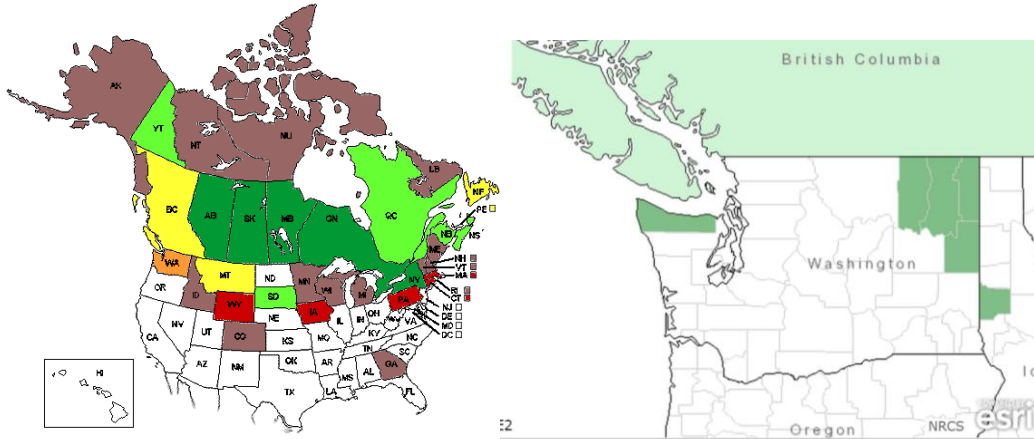 AK
YT
NT
NU
LB
BC
AB
SK
MB
ON
QC
NF
PE
NB
NS
ME
NH
VT
MA
RI
CT
NJ
DE
MD
DC
WA
MT
ND
MN
OR
ID
WY
SD
WI
MI
NY
PA
NE
IA
IL
IN
OH
WV
VA
NV
UT
CO
KS
MO
KY
NC
CA
AZ
NM
OK
AR
TN
SC
TX
LA
MS
AL
GA
FL
HI
British Columbia
Washington
Oregon
Id
NRCS
esri
E2